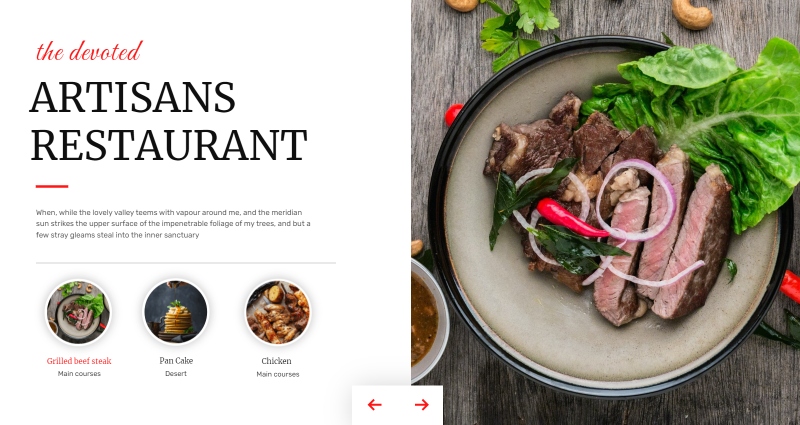 the devoted
ARTISANS
RESTAURANT
When, while the lovely valley teems with vapour around me, and the meridian
sun strikes the upper surface of the impenetrable foliage of my trees, and but a
few stray gleams steal into the inner sanctuary
Grilled beef steak
Main courses
Pan Cake
Desert
Chicken
Main courses